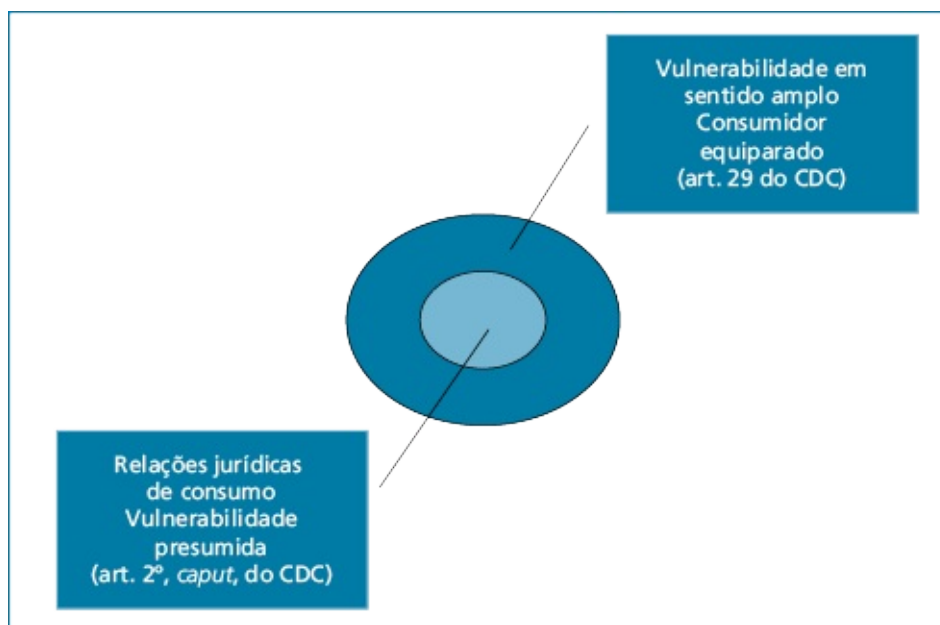 Vulnerabilidade em
sentido amplo
Consumidor
equiparado
(art. 29 do CDC)
Relações jurídicas
de consumo
Vulnerabilidade
presumida
(art. 2º, caput, do CDC)